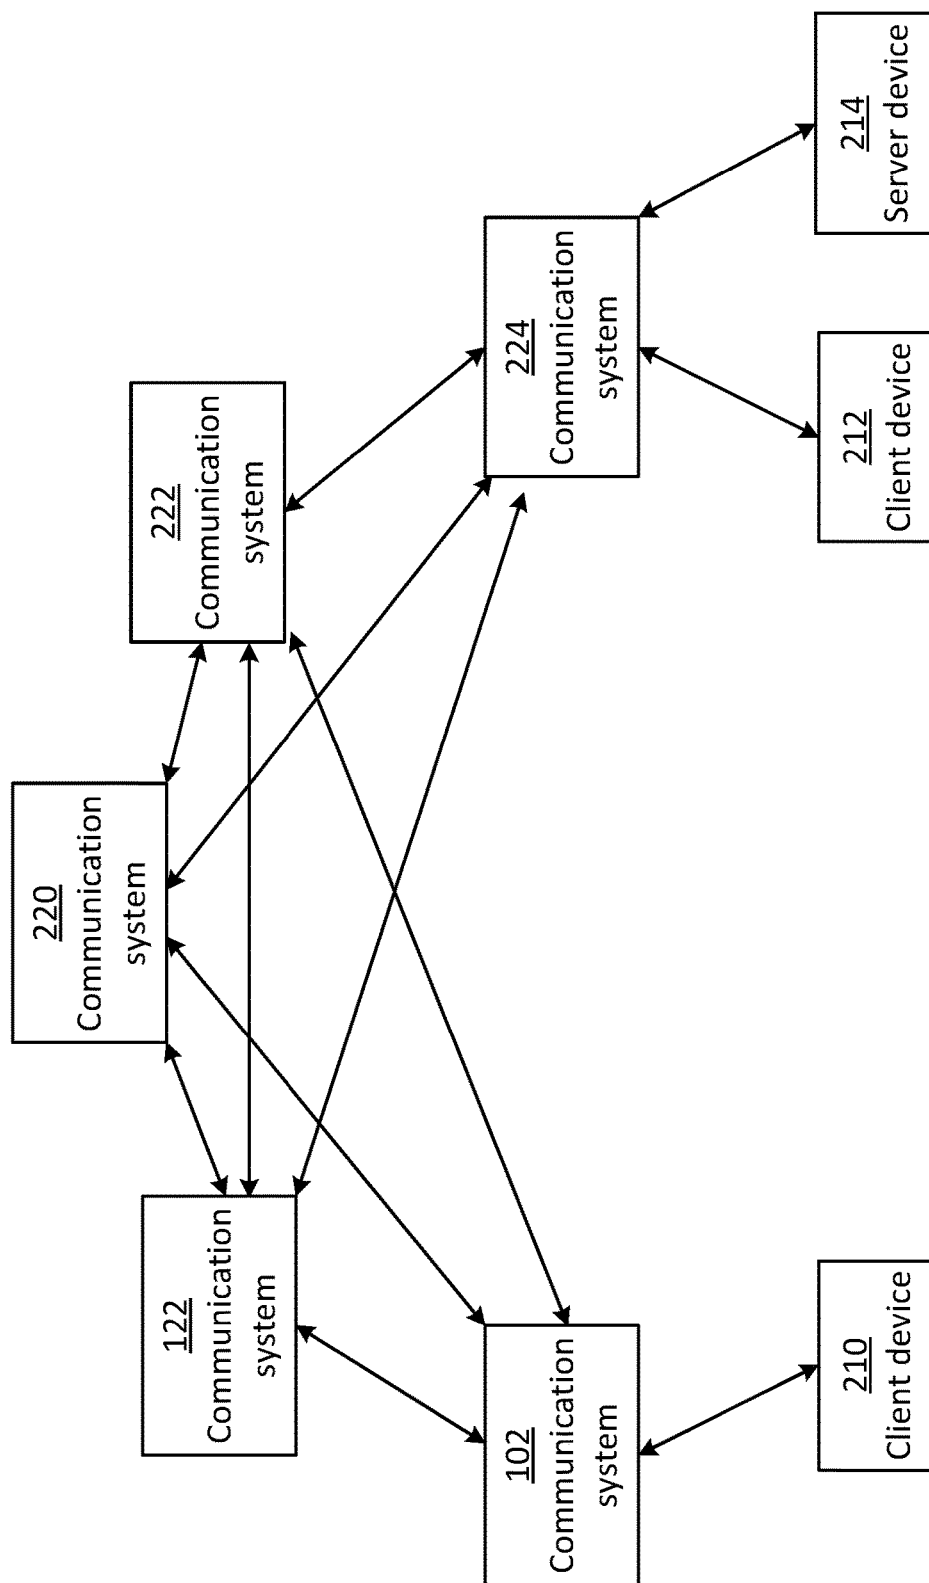 220
Communication
system
122
Communication
system
222
Communication
system
102
Communication
system
224
Communication
system
210
Client device
212
Client device
214
Server device